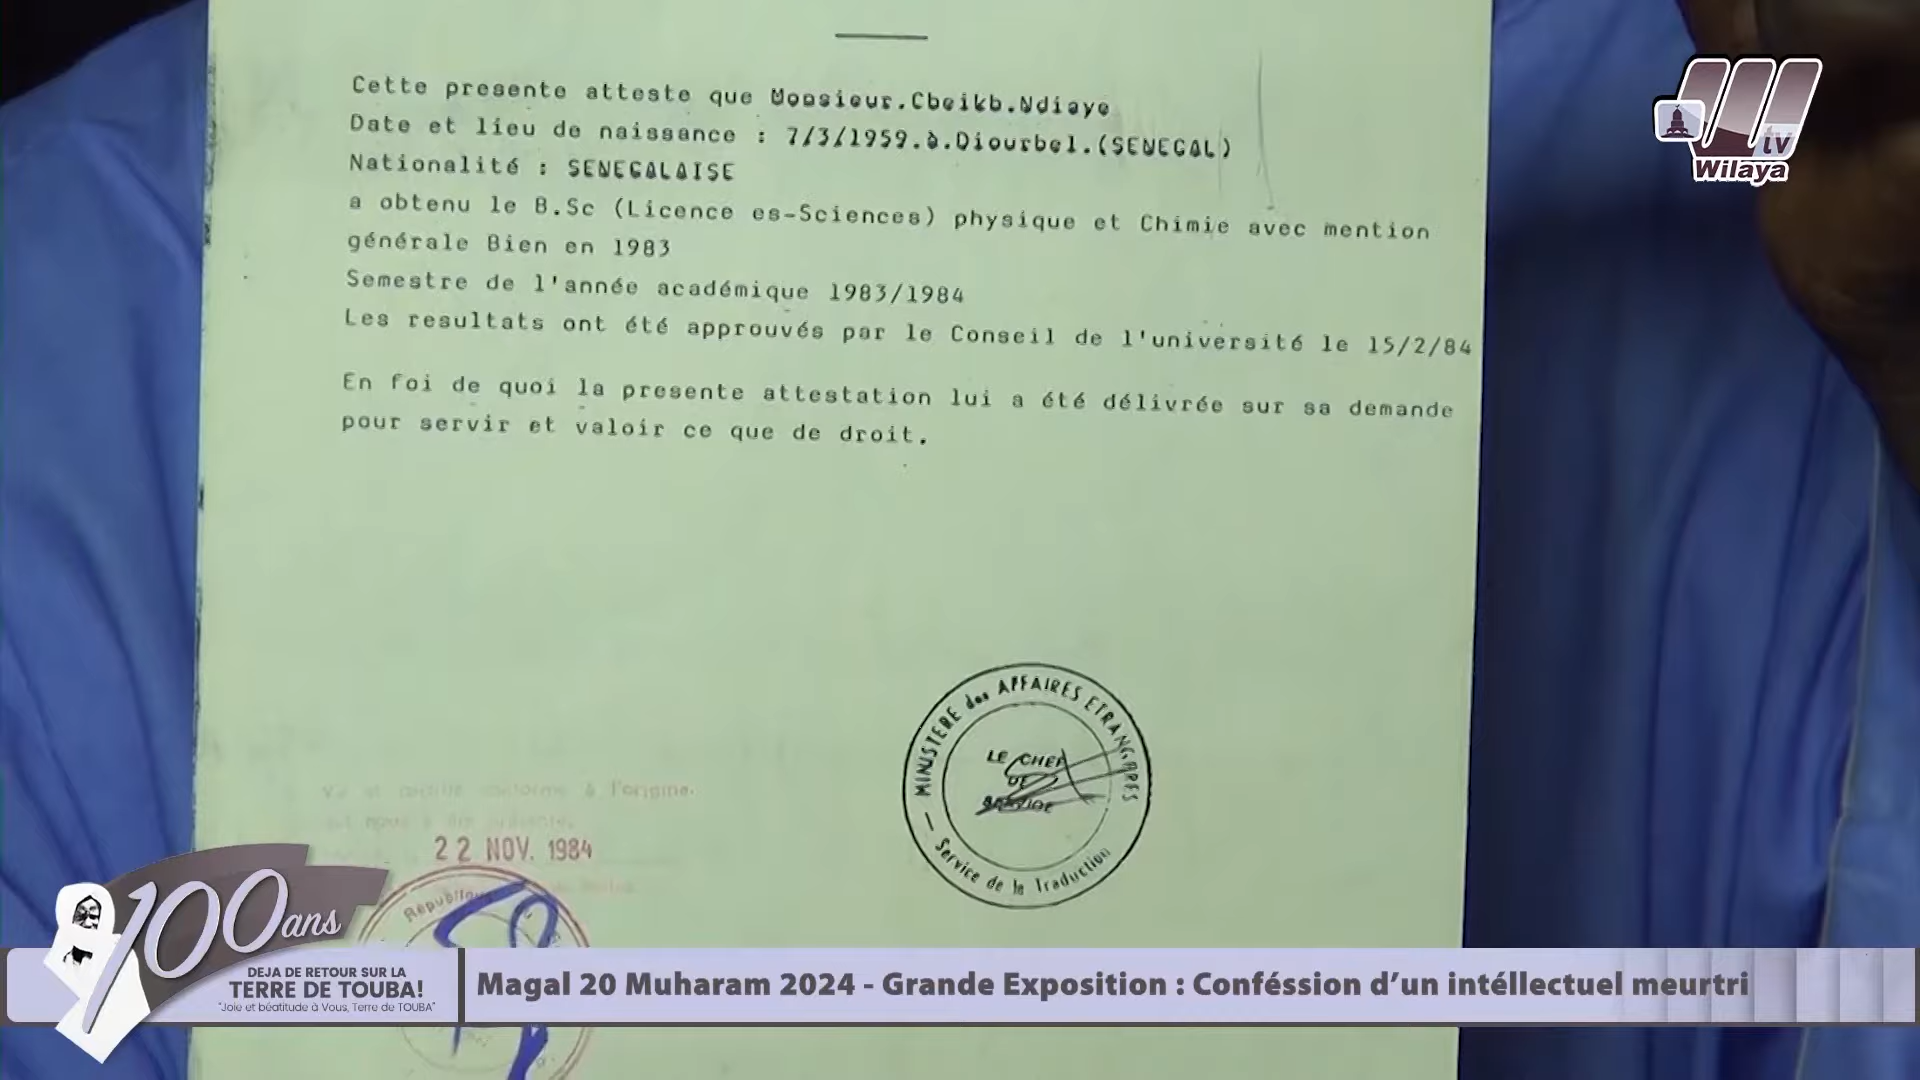 Cette presente atteste que Monsieur.Cheikh.Ndiaye
Date et lieu de naissance : 7/3/1959.à.Diourbel.(SENEGAL)
Nationalité : SENEGALAISE
a obtenu le B.Sc (Licence es-Sciences) physique et Chimie avec mention
générale Bien en 1983
Semestre de l'année académique 1983/1984
Les resultats ont été approuvés par le Conseil de l'université le 15/2/84
En foi de quoi la presente attestation lui a été délivrée sur sa demande
pour servir et valoir ce que de droit.
tv
Wilaya
MINISTERE des AFFAIRES ETRANGARES
LE CHEF
DE
SERVICE
— Service de la Traduction
conforme à l'origine.
22 NOV. 1984
100ans
DEJA DE RETOUR SUR LA
TERRE DE TOUBA!
"Joie et béatitude à Vous, Terre de TOUBA"
Magal 20 Muharam 2024 - Grande Exposition : Conféssion d'un intéllectuel meurtri